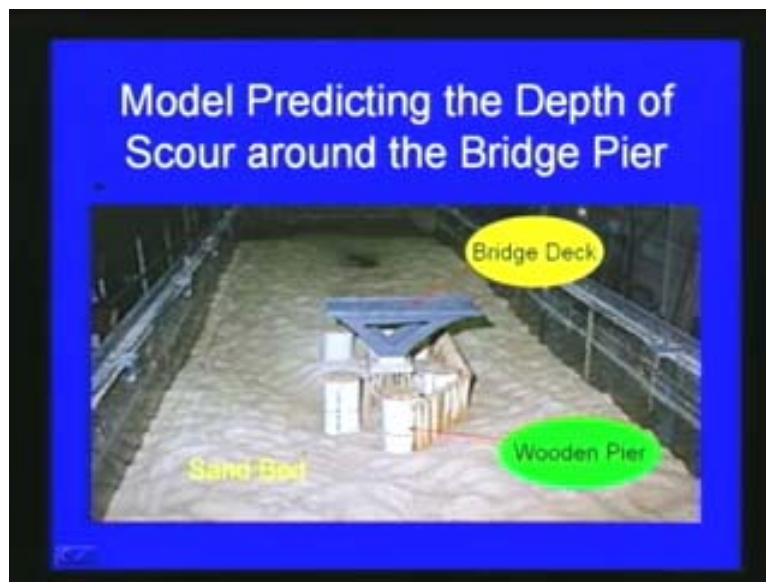 Model Predicting the Depth of
Scour around the Bridge Pier
Bridge Deck
Wooden Pier
Sand Bed